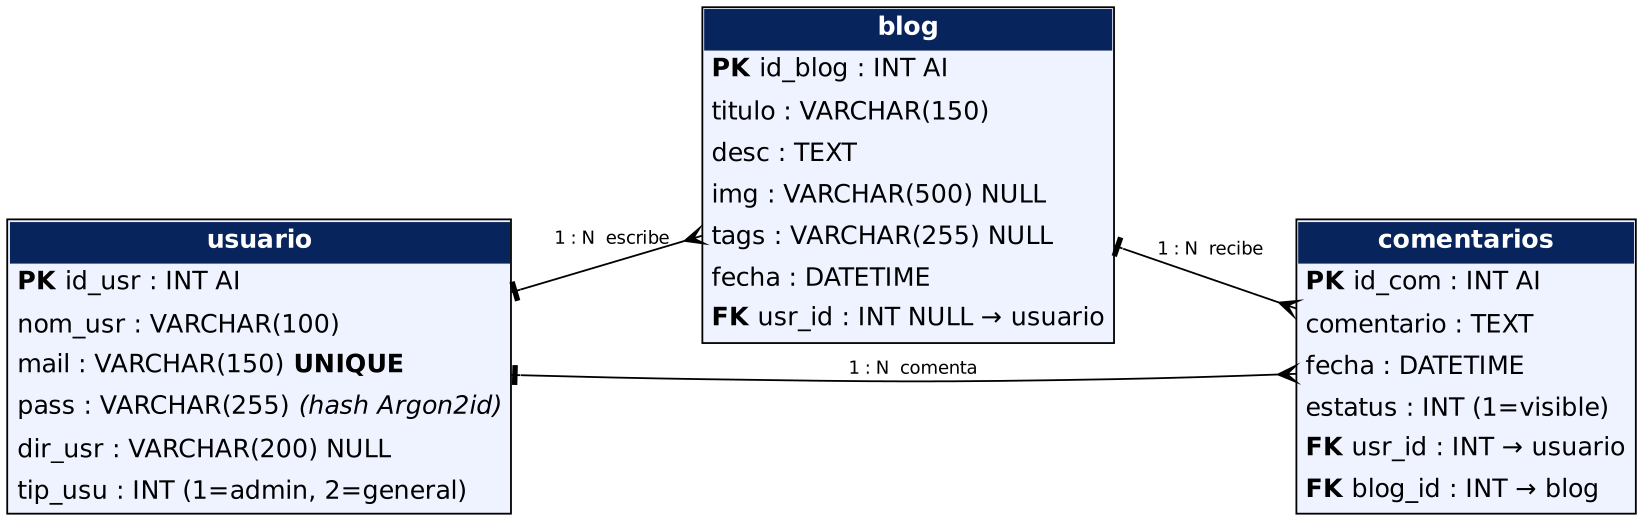 blog
PK id_blog : INT AI
titulo : VARCHAR(150)
desc : TEXT
img : VARCHAR(500) NULL
tags : VARCHAR(255) NULL
fecha : DATETIME
FK usr_id : INT NULL → usuario
usuario
PK id_usr : INT AI
nom_usr : VARCHAR(100)
mail : VARCHAR(150) UNIQUE
pass : VARCHAR(255) (hash Argon2id)
dir_usr : VARCHAR(200) NULL
tip_usu : INT (1=admin, 2=general)
1 : N escribe
1 : N recibe
1 : N comenta
comentarios
PK id_com : INT AI
comentario : TEXT
fecha : DATETIME
estatus : INT (1=visible)
FK usr_id : INT → usuario
FK blog_id : INT → blog